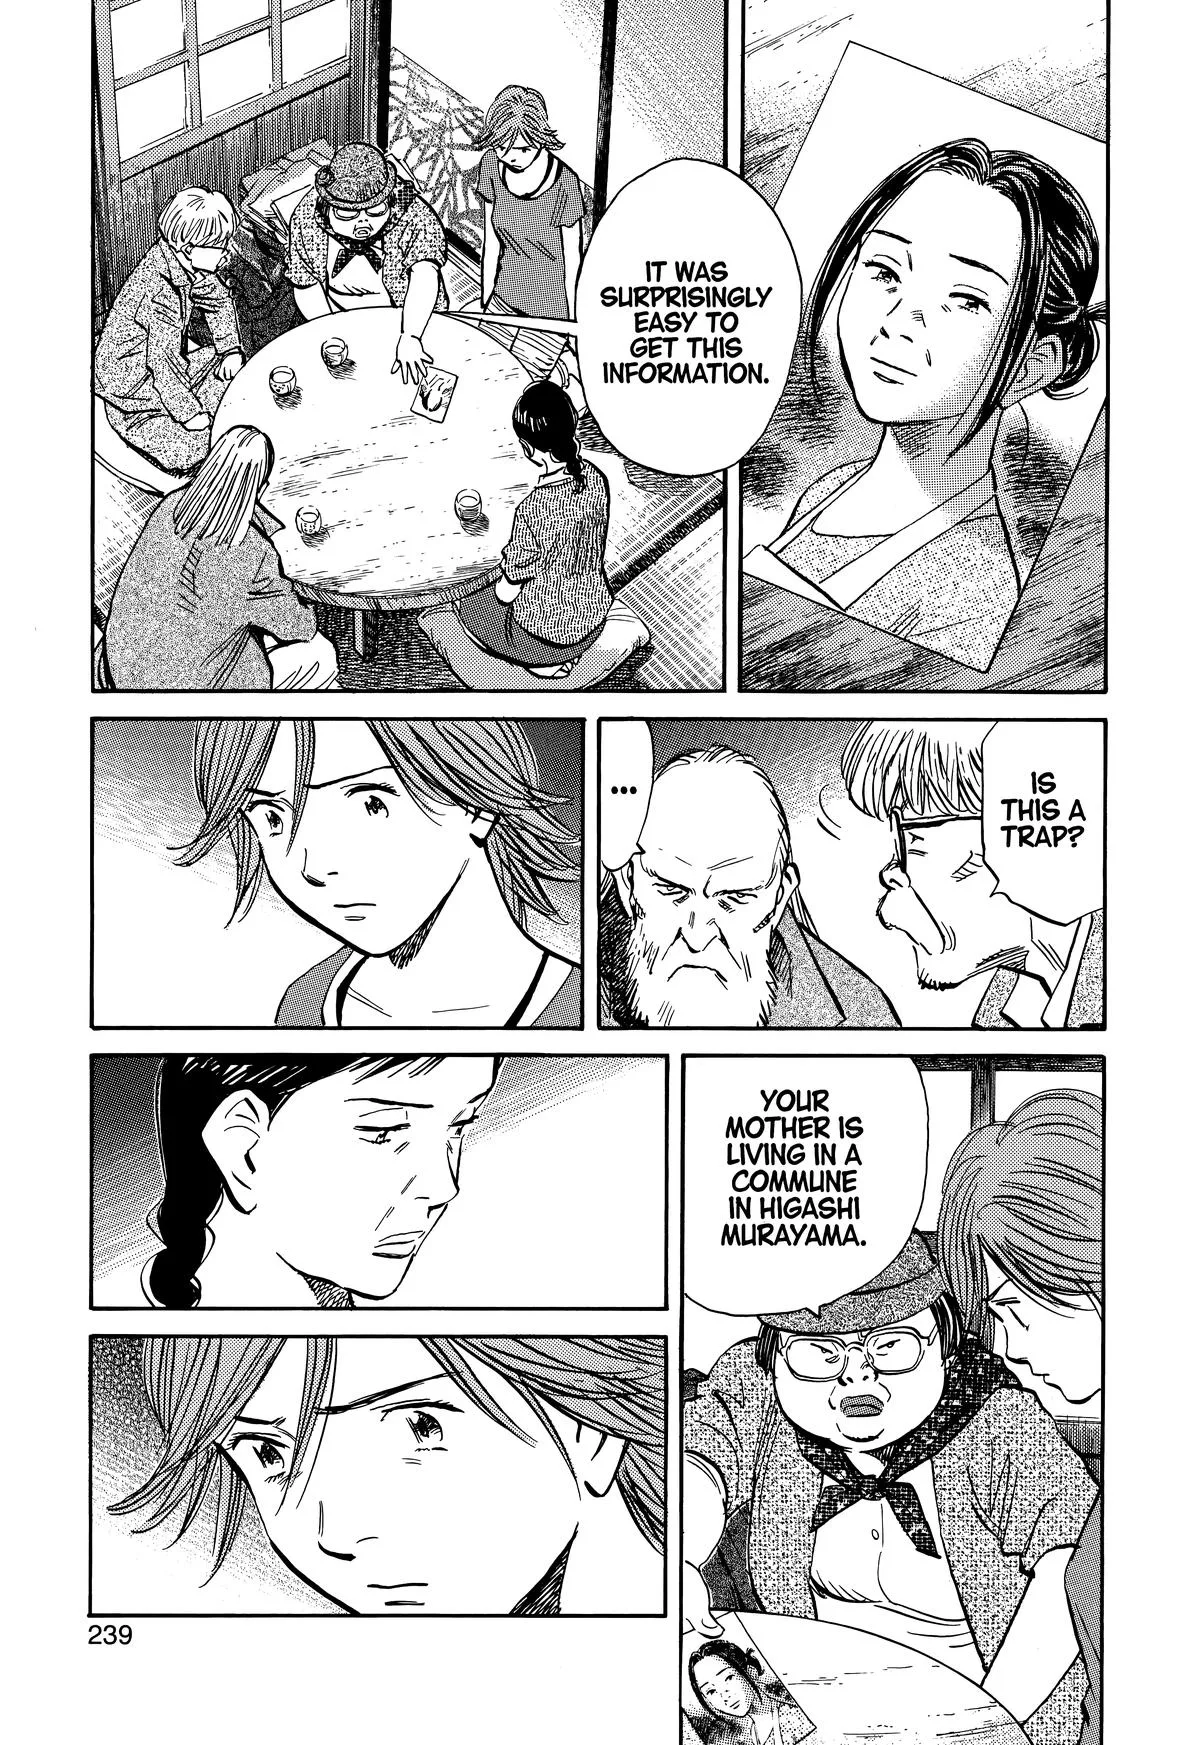 IT WAS
SURPRISINGLY
EASY TO
GET THIS
INFORMATION.
IS
THIS A
TRAP?
...
YOUR
MOTHER IS
LIVING IN A
COMMUNE
IN HIGASHI
MURAYAMA.
239